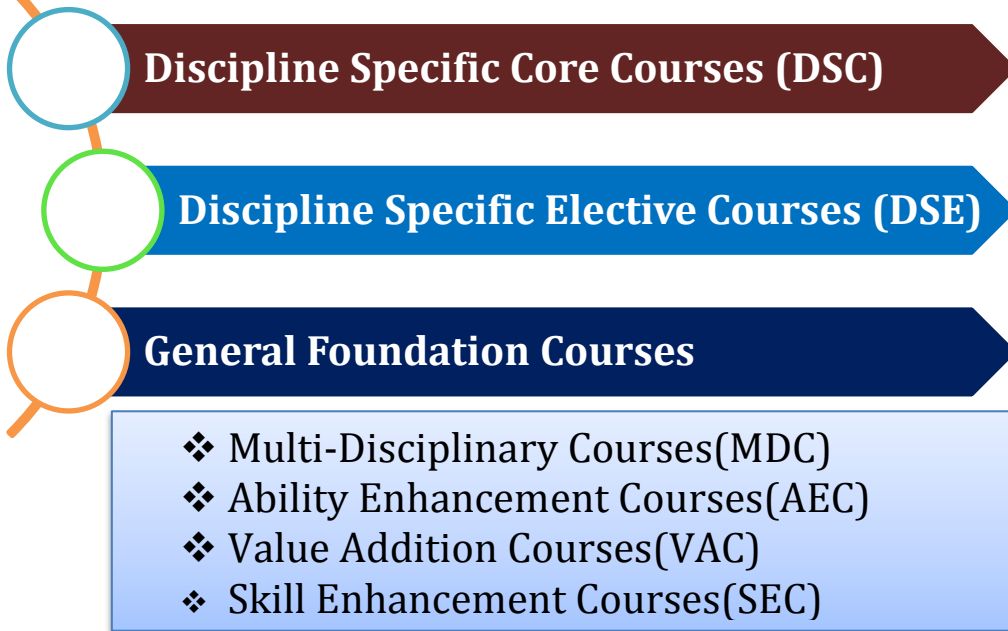 Discipline Specific Core Courses (DSC)
Discipline Specific Elective Courses (DSE)
General Foundation Courses
❖ Multi-Disciplinary Courses(MDC)
❖ Ability Enhancement Courses(AEC)
❖ Value Addition Courses(VAC)
❖ Skill Enhancement Courses(SEC)